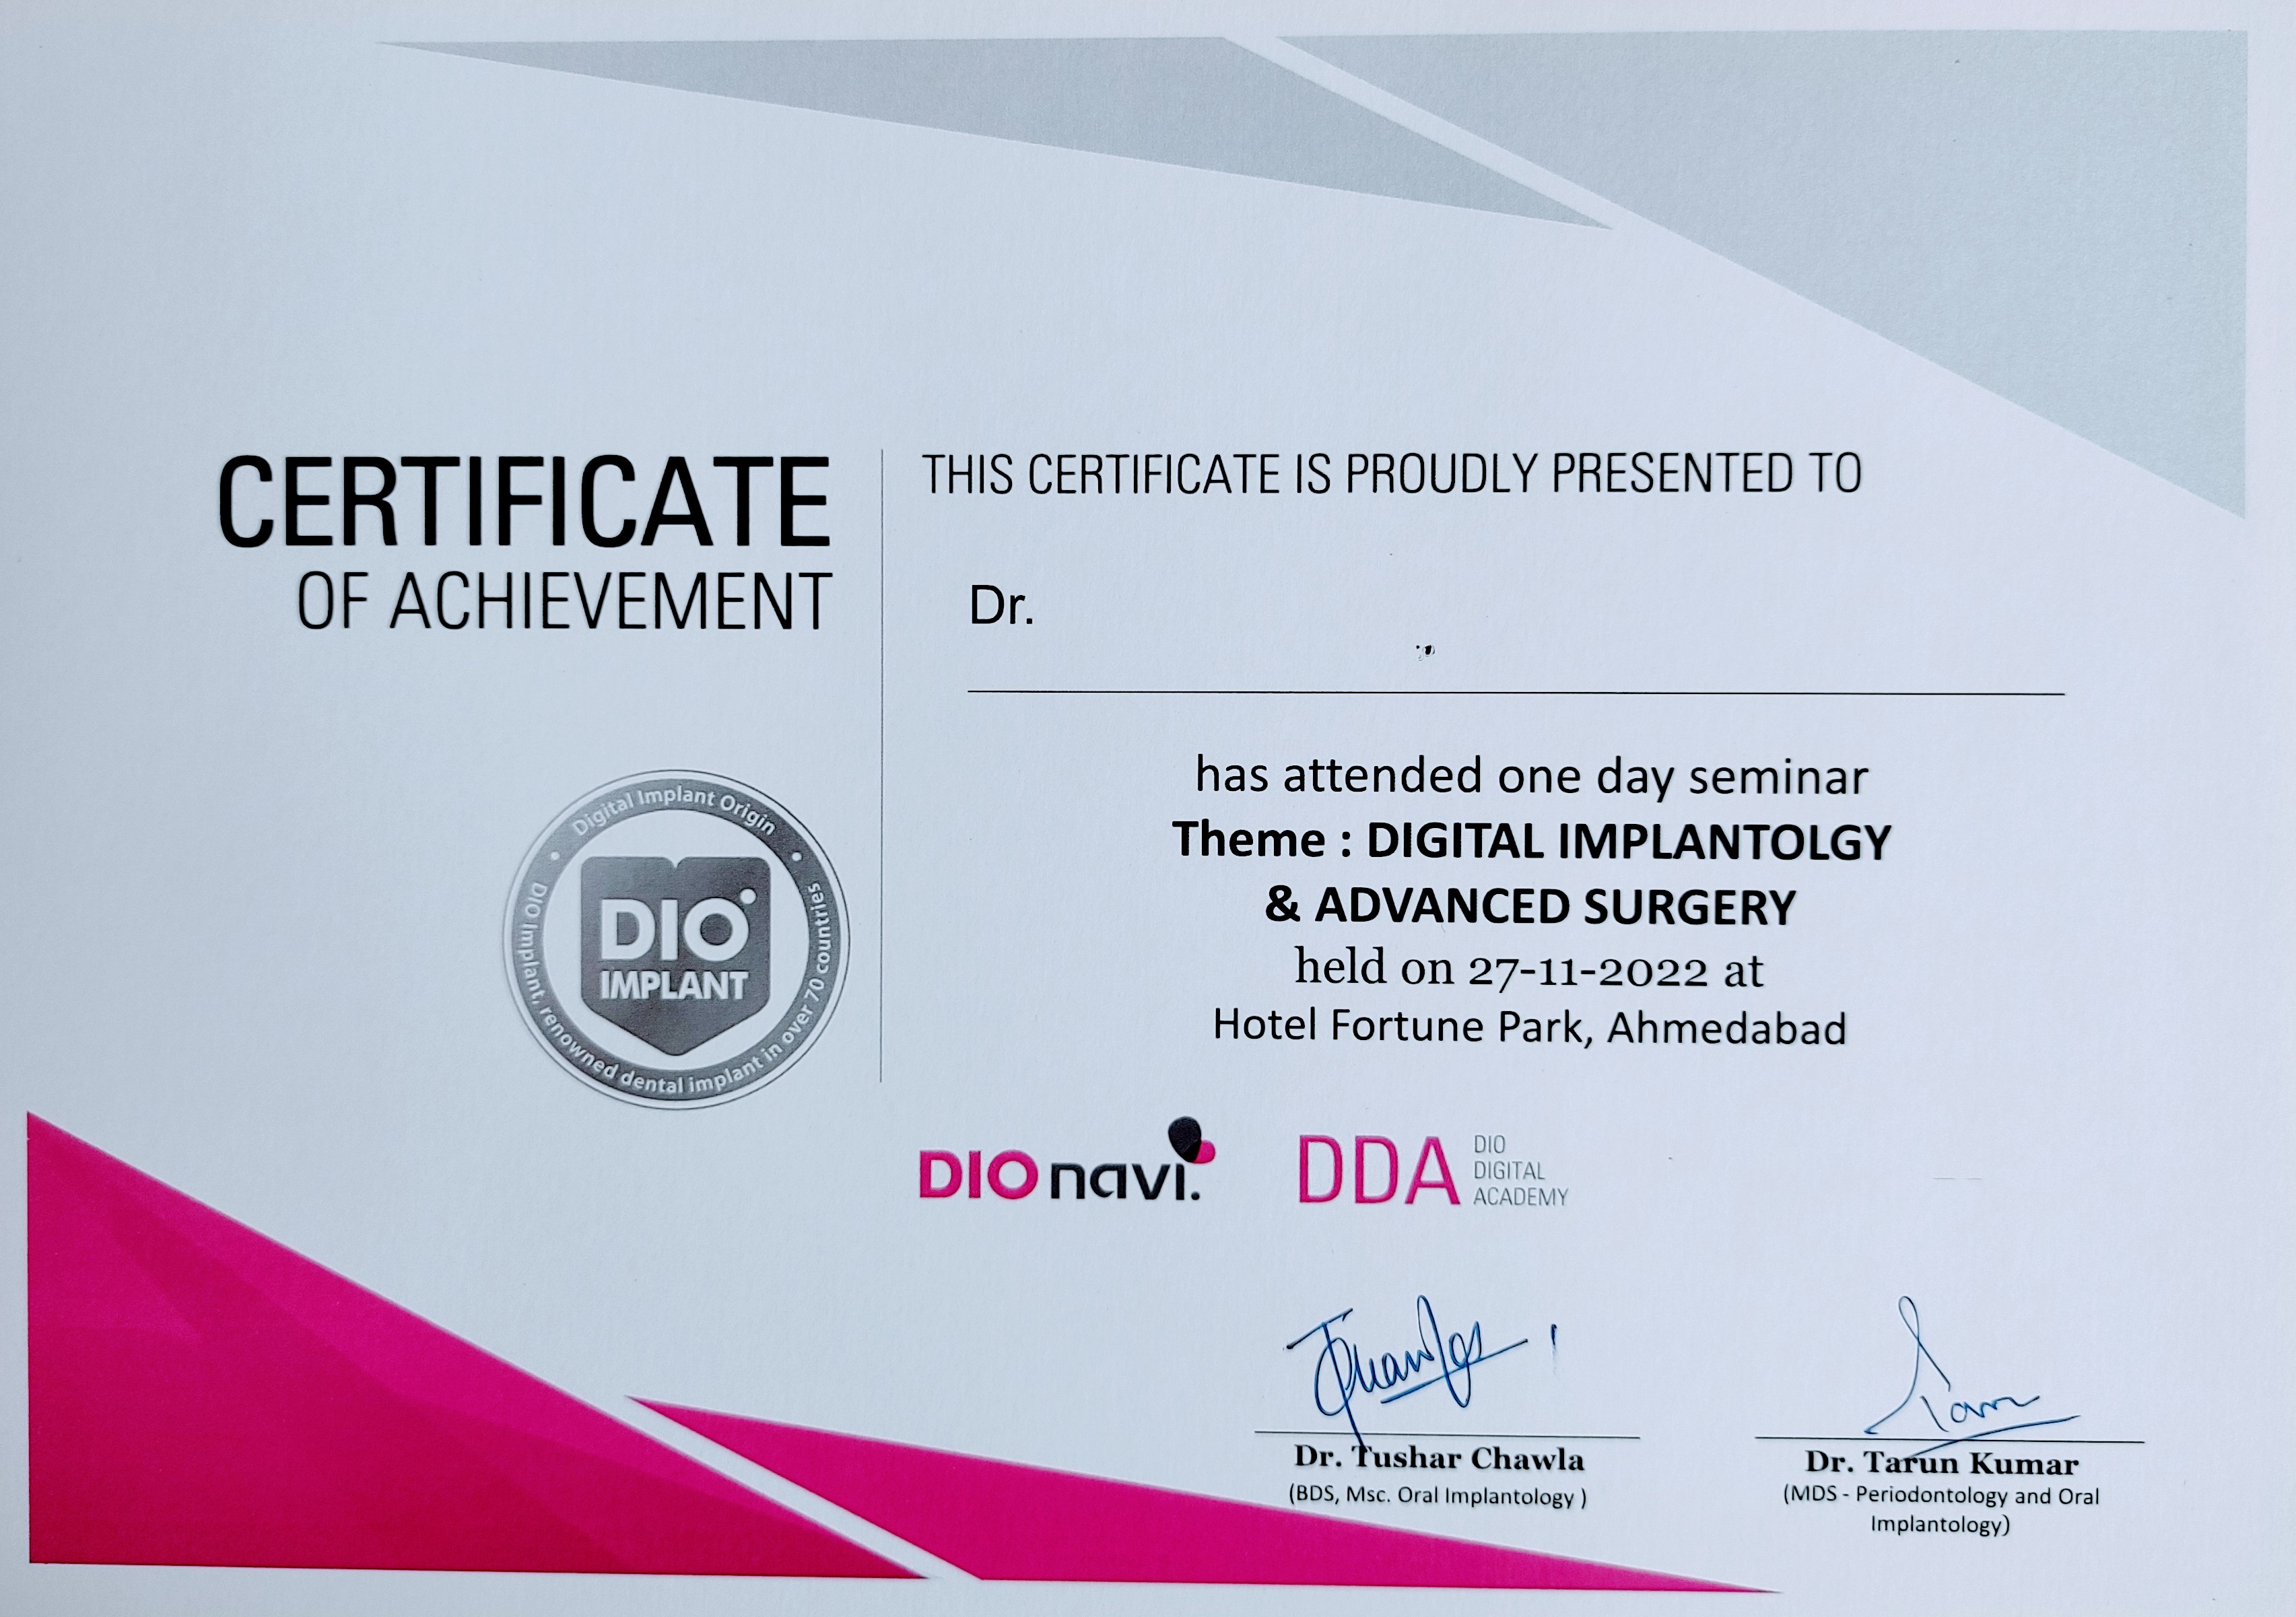 CERTIFICATE
OF ACHIEVEMENT
THIS CERTIFICATE IS PROUDLY PRESENTED TO
Dr.
has attended one day seminar
Theme : DIGITAL IMPLANTOLGY
& ADVANCED SURGERY
held on 27-11-2022 at
Hotel Fortune Park, Ahmedabad
Digital Implant Origin
DIO IMPLANT
DIO Implant, renowned dental implant in over 70 countries
DIO navi.
DDA DIO DIGITAL ACADEMY
Dr. Tushar Chawla
(BDS, Msc. Oral Implantology )
Dr. Tarun Kumar
(MDS - Periodontology and Oral
Implantology)